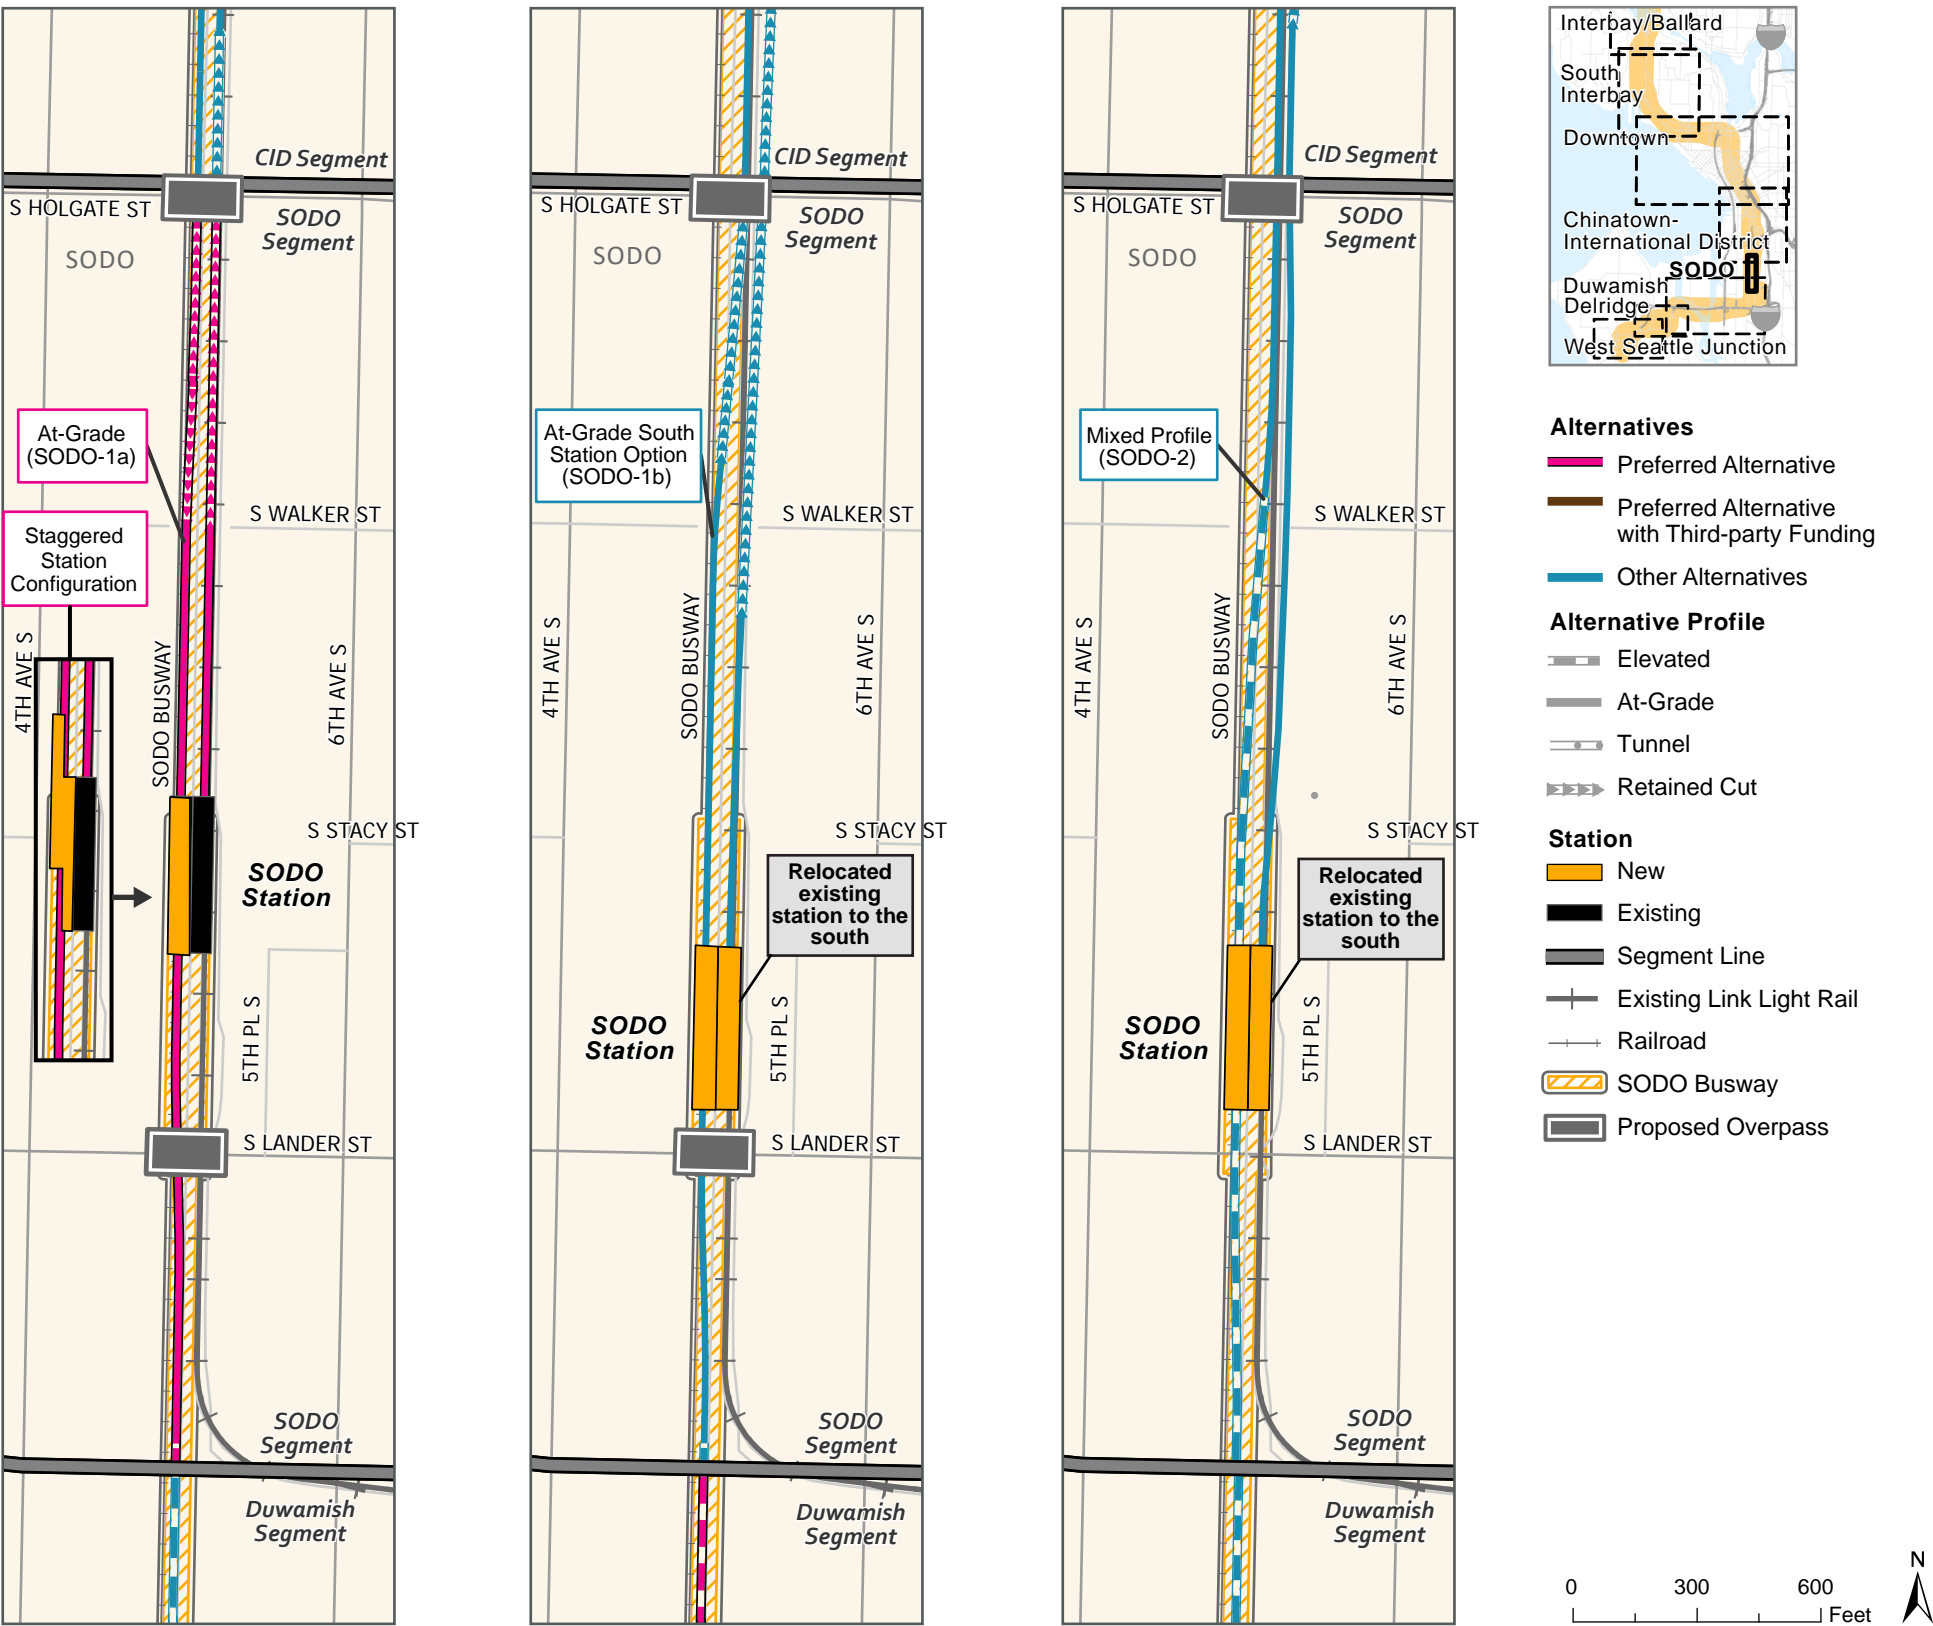 CID Segment
S HOLGATE ST
SODO
Segment
SODO
At-Grade
(SODO-1a)
Staggered
Station
Configuration
S WALKER ST
4TH AVE S
SODO BUSWAY
6TH AVE S
S STACY ST
SODO
Station
5TH PL S
S LANDER ST
SODO
Segment
Duwamish
Segment
CID Segment
S HOLGATE ST
SODO
Segment
SODO
At-Grade South
Station Option
(SODO-1b)
S WALKER ST
4TH AVE S
SODO BUSWAY
6TH AVE S
S STACY ST
Relocated
existing
station to the
south
SODO
Station
5TH PL S
S LANDER ST
SODO
Segment
Duwamish
Segment
CID Segment
S HOLGATE ST
SODO
Segment
SODO
Mixed Profile
(SODO-2)
S WALKER ST
4TH AVE S
SODO BUSWAY
6TH AVE S
S STACY ST
Relocated
existing
station to the
south
SODO
Station
5TH PL S
S LANDER ST
SODO
Segment
Duwamish
Segment
Interbay/Ballard
South
Interbay
Downtown
Chinatown-
International District
SODO
Duwamish
Delridge
West Seattle Junction
Alternatives
Preferred Alternative
Preferred Alternative
with Third-party Funding
Other Alternatives
Alternative Profile
Elevated
At-Grade
Tunnel
Retained Cut
Station
New
Existing
Segment Line
Existing Link Light Rail
Railroad
SODO Busway
Proposed Overpass
N
0 300 600
Feet